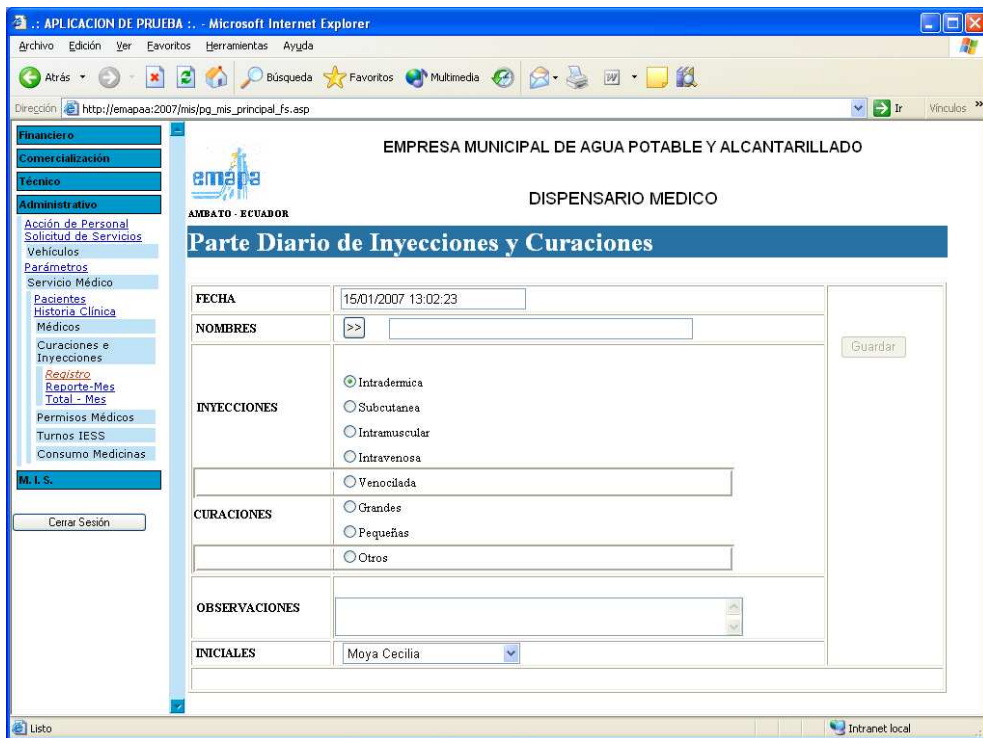 .: APLICACION DE PRUEBA :. - Microsoft Internet Explorer
Archivo Edición Ver Favoritos Herramientas Ayuda
Atrás Búsqueda Favoritos Multimedia
Dirección http://emapaa:2007/mis/pg_mis_principal_fs.asp Ir Vínculos »
Financiero
Comercialización
Técnico
Administrativo
Acción de Personal
Solicitud de Servicios
Vehículos
Parámetros
Servicio Médico
Pacientes
Historia Clínica
Médicos
Curaciones e
Inyecciones
Registro
Reporte-Mes
Total - Mes
Permisos Médicos
Turnos IESS
Consumo Medicinas
M. I. S.
Cerrar Sesión
emapa
AMBATO - ECUADOR
EMPRESA MUNICIPAL DE AGUA POTABLE Y ALCANTARILLADO
DISPENSARIO MEDICO
Parte Diario de Inyecciones y Curaciones
FECHA 15/01/2007 13:02:23
NOMBRES >>
Guardar
INYECCIONES
Intradermica
Subcutanea
Intramuscular
Intravenosa
Venocilada
CURACIONES
Grandes
Pequeñas
Otros
OBSERVACIONES
INICIALES Moya Cecilia
Listo Intranet local